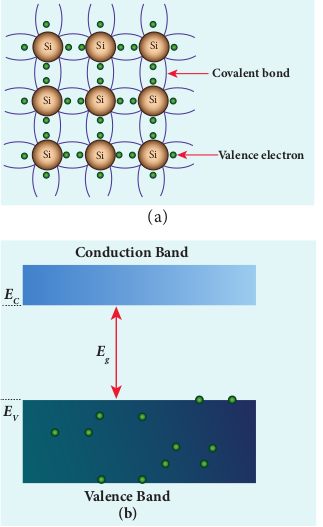 Si Si Si
Covalent bond
Si Si Si
Si Si Si
Valence electron
(a)
Conduction Band
E_C
E_g
E_V
Valence Band
(b)